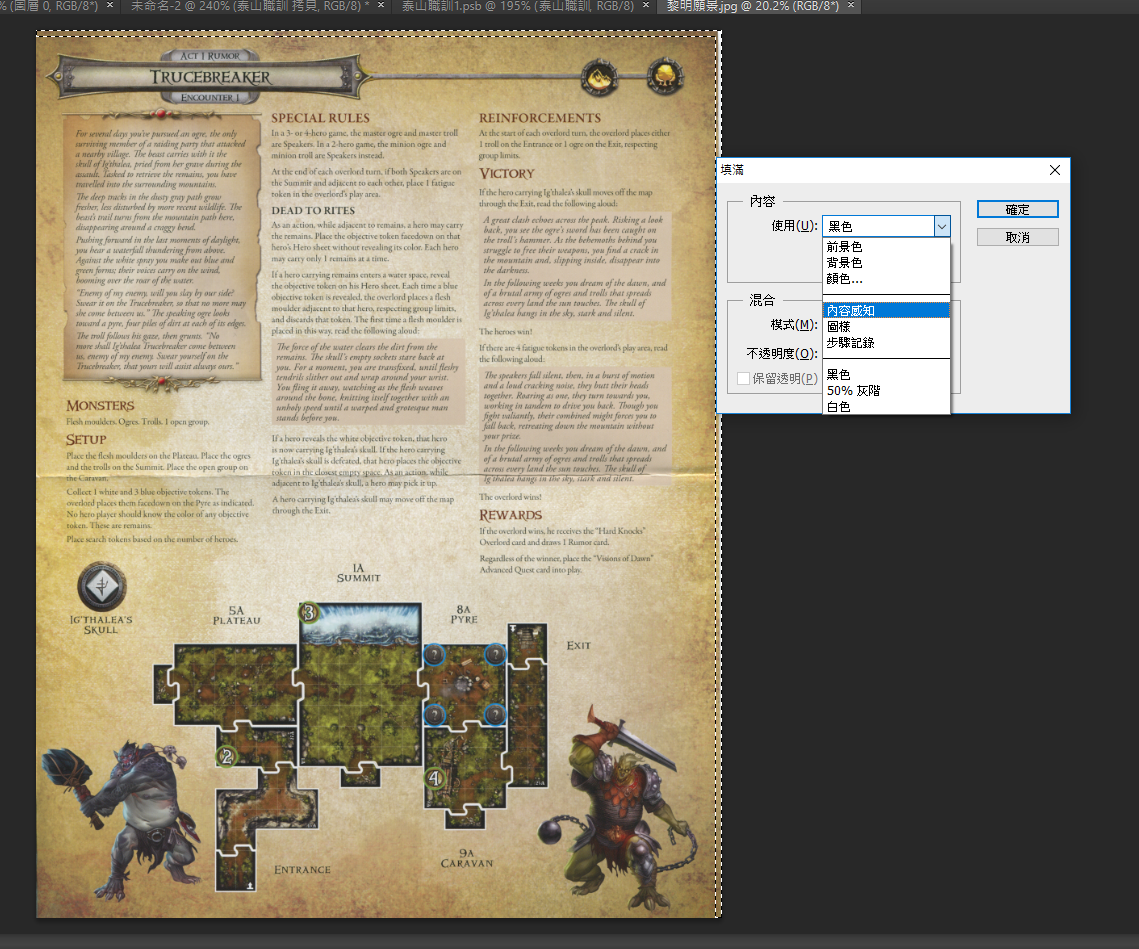 % (圖層 0, RGB/8*) ×
未命名-2 @ 240% (泰山職訓 拷貝, RGB/8) * ×
泰山職訓1.psb @ 195% (泰山職訓, RGB/8) ×
黎明願景.jpg @ 20.2% (RGB/8*) ×
Act I Rumor
Trucebreaker
Encounter 1
For several days you've pursued an ogre, the only
surviving member of a raiding party that attacked
a nearby village. The beast carries with it the
skull of Ig'thalea, pried from her grave during the
assault. Tasked to retrieve the remains, you have
travelled into the surrounding mountains.
The deep tracks in the dusty gray path grow
fresher, less disturbed by more recent wildlife. The
beast's trail turns from the mountain path here,
disappearing around a craggy bend.
Pushing forward in the last moments of daylight,
you hear a waterfall thundering from above.
Against the white spray you make out blue and
green forms; their voices carry on the wind,
booming over the roar of the water.
"Enemy of my enemy, will you slay by our side?
Swear it on the Trucebreaker, so that no more may
she come between us." The speaking ogre looks
toward a pyre, four piles of dirt at each of its edges.
The troll follows his gaze, then grunts. "No
more shall Ig'thalea Trucebreaker come between
us, enemy of my enemy. Swear yourself on the
Trucebreaker, that yours will assist always ours."
Monsters
Flesh moulders. Ogres. Trolls. 1 open group.
Setup
Place the flesh moulders on the Plateau. Place the ogres
and the trolls on the Summit. Place the open group on
the Caravan.
Collect 1 white and 3 blue objective tokens. The
overlord places them facedown on the Pyre as indicated.
No hero player should know the color of any objective
token. These are remains.
Place search tokens based on the number of heroes.
Special Rules
In a 3- or 4-hero game, the master ogre and master troll
are Speakers. In a 2-hero game, the minion ogre and
minion troll are Speakers instead.
At the end of each overlord turn, if both Speakers are on
the Summit and adjacent to each other, place 1 fatigue
token in the overlord's play area.
Dead to Rites
As an action, while adjacent to remains, a hero may carry
the remains. Place the objective token facedown on that
hero's Hero sheet without revealing its color. Each hero
may carry only 1 remains at a time.
If a hero carrying remains enters a water space, reveal
the objective token on his Hero sheet. Each time a blue
objective token is revealed, the overlord places a flesh
moulder adjacent to that hero, respecting group limits,
and discards that token. The first time a flesh moulder is
placed in this way, read the following aloud:
The force of the water clears the dirt from the
remains. The skull's empty sockets stare back at
you. For a moment, you are transfixed, until fleshy
tendrils slither out and wrap around your wrist.
You fling it away, watching as the flesh weaves
around the bone, knitting itself together with an
unholy speed until a warped and grotesque man
stands before you.
If a hero reveals the white objective token, that hero
is now carrying Ig'thalea's skull. If the hero carrying
Ig'thalea's skull is defeated, that hero places the objective
token in the closest empty space. As an action, while
adjacent to Ig'thalea's skull, a hero may pick it up.
A hero carrying Ig'thalea's skull may move off the map
through the Exit.
Reinforcements
At the start of each overlord turn, the overlord places either
1 troll on the Entrance or 1 ogre on the Exit, respecting
group limits.
Victory
If the hero carrying Ig'thalea's skull moves off the map
through the Exit, read the following aloud:
A great clash echoes across the peak. Risking a look
back, you see the ogre's sword has been caught on
the troll's hammer. As the behemoths behind you
struggle to free their weapons, you find a crack in
the mountain and, slipping inside, disappear into
the darkness.
In the following weeks you dream of the dawn, and
of a brutal army of ogres and trolls that spreads
across every land the sun touches. The skull of
Ig'thalea hangs in the sky, stark and silent.
The heroes win!
If there are 4 fatigue tokens in the overlord's play area, read
the following aloud:
The speakers fall silent, then, in a burst of motion
and a loud cracking noise, they butt their heads
together. Roaring as one, they turn towards you,
working in tandem to drive you back. Though you
fight valiantly, their combined might forces you to
fall back, retreating down the mountain without
your prize.
In the following weeks you dream of the dawn, and
of a brutal army of ogres and trolls that spreads
across every land the sun touches. The skull of
Ig'thalea hangs in the sky, stark and silent.
The overlord wins!
Rewards
If the overlord wins, he receives the "Hard Knocks"
Overlord card and draws 1 Rumor card.
Regardless of the winner, place the "Visions of Dawn"
Advanced Quest card into play.
Ig'thalea's
Skull
5A
Plateau
1A
Summit
8A
Pyre
Exit
3
?
?
?
?
2
4
9A
Caravan
Entrance
填滿
內容
使用(U):
黑色
前景色
背景色
顏色...
內容感知
圖樣
步驟記錄
黑色
50% 灰階
白色
混合
模式(M):
不透明度(O):
保留透明(P)
確定
取消